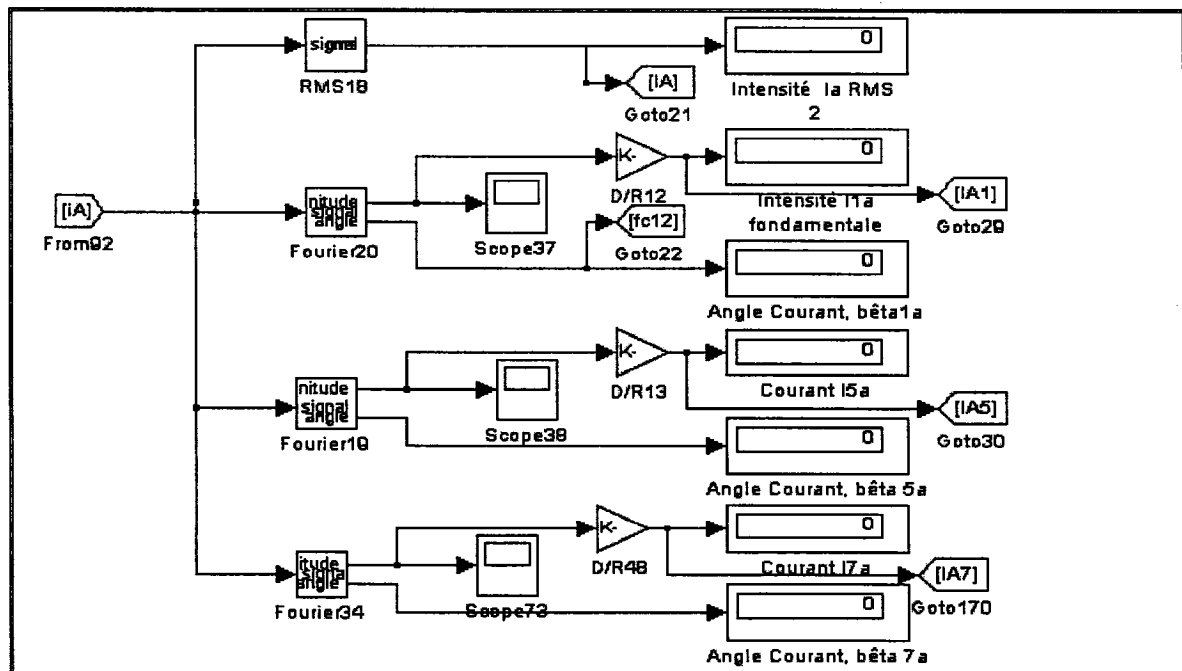 signal
RMS18
0
Intensité Ia RMS
2
[IA]
Goto21
[iA]
From92
nitude
signal
angle
Fourier20
Scope37
K-
D/R12
[fc12]
Goto22
0
Intensité I1a
fondamentale
[IA1]
Goto29
0
Angle Courant, bêta1a
nitude
signal
angle
Fourier19
Scope38
K-
D/R13
0
Courant I5a
[IA5]
Goto30
0
Angle Courant, bêta 5a
itude
signal
angle
Fourier34
Scope73
K-
D/R48
0
Courant I7a
[IA7]
Goto170
0
Angle Courant, bêta 7a